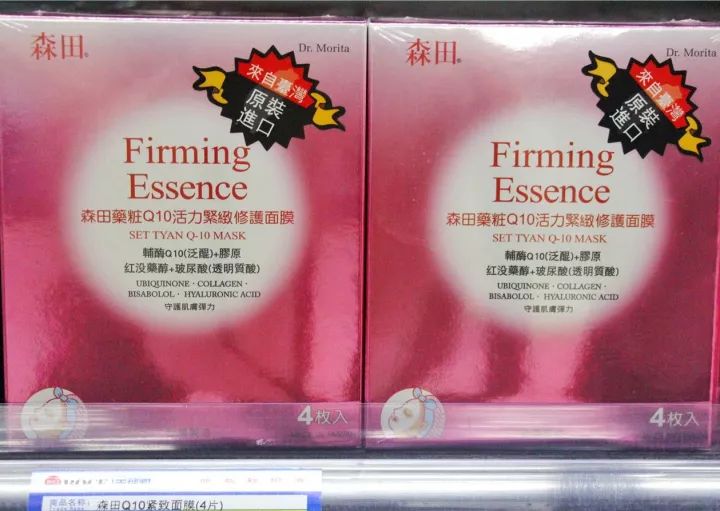 森田
Dr. Morita
來自臺灣
原裝
進口
Firming
Essence
森田藥粧Q10活力緊緻修護面膜
SET TYAN Q-10 MASK
輔酶Q10(泛醌)+膠原
紅没藥醇+玻尿酸(透明質酸)
UBIQUINONE · COLLAGEN ·
BISABOLOL · HYALURONIC ACID
守護肌膚彈力
4枚入
森田
Dr. Morita
來自臺灣
原裝
進口
Firming
Essence
森田藥粧Q10活力緊緻修護面膜
SET TYAN Q-10 MASK
輔酶Q10(泛醌)+膠原
紅没藥醇+玻尿酸(透明質酸)
UBIQUINONE · COLLAGEN ·
BISABOLOL · HYALURONIC ACID
守護肌膚彈力
4枚入
商品名称: 森田Q10紧致面膜(4片)